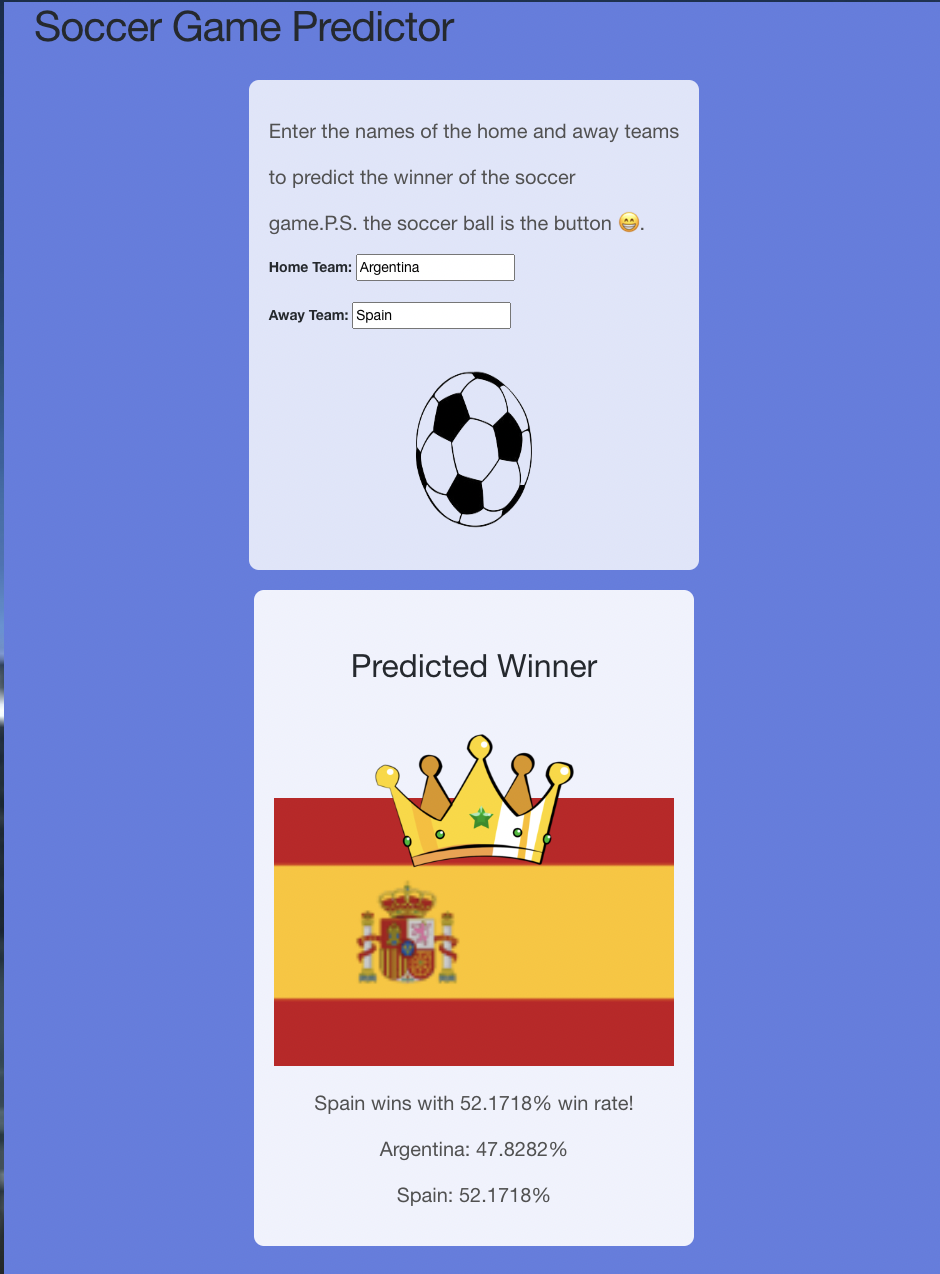 Soccer Game Predictor
Enter the names of the home and away teams
to predict the winner of the soccer
game.P.S. the soccer ball is the button 😁.
Home Team: Argentina
Away Team: Spain
Predicted Winner
Spain wins with 52.1718% win rate!
Argentina: 47.8282%
Spain: 52.1718%